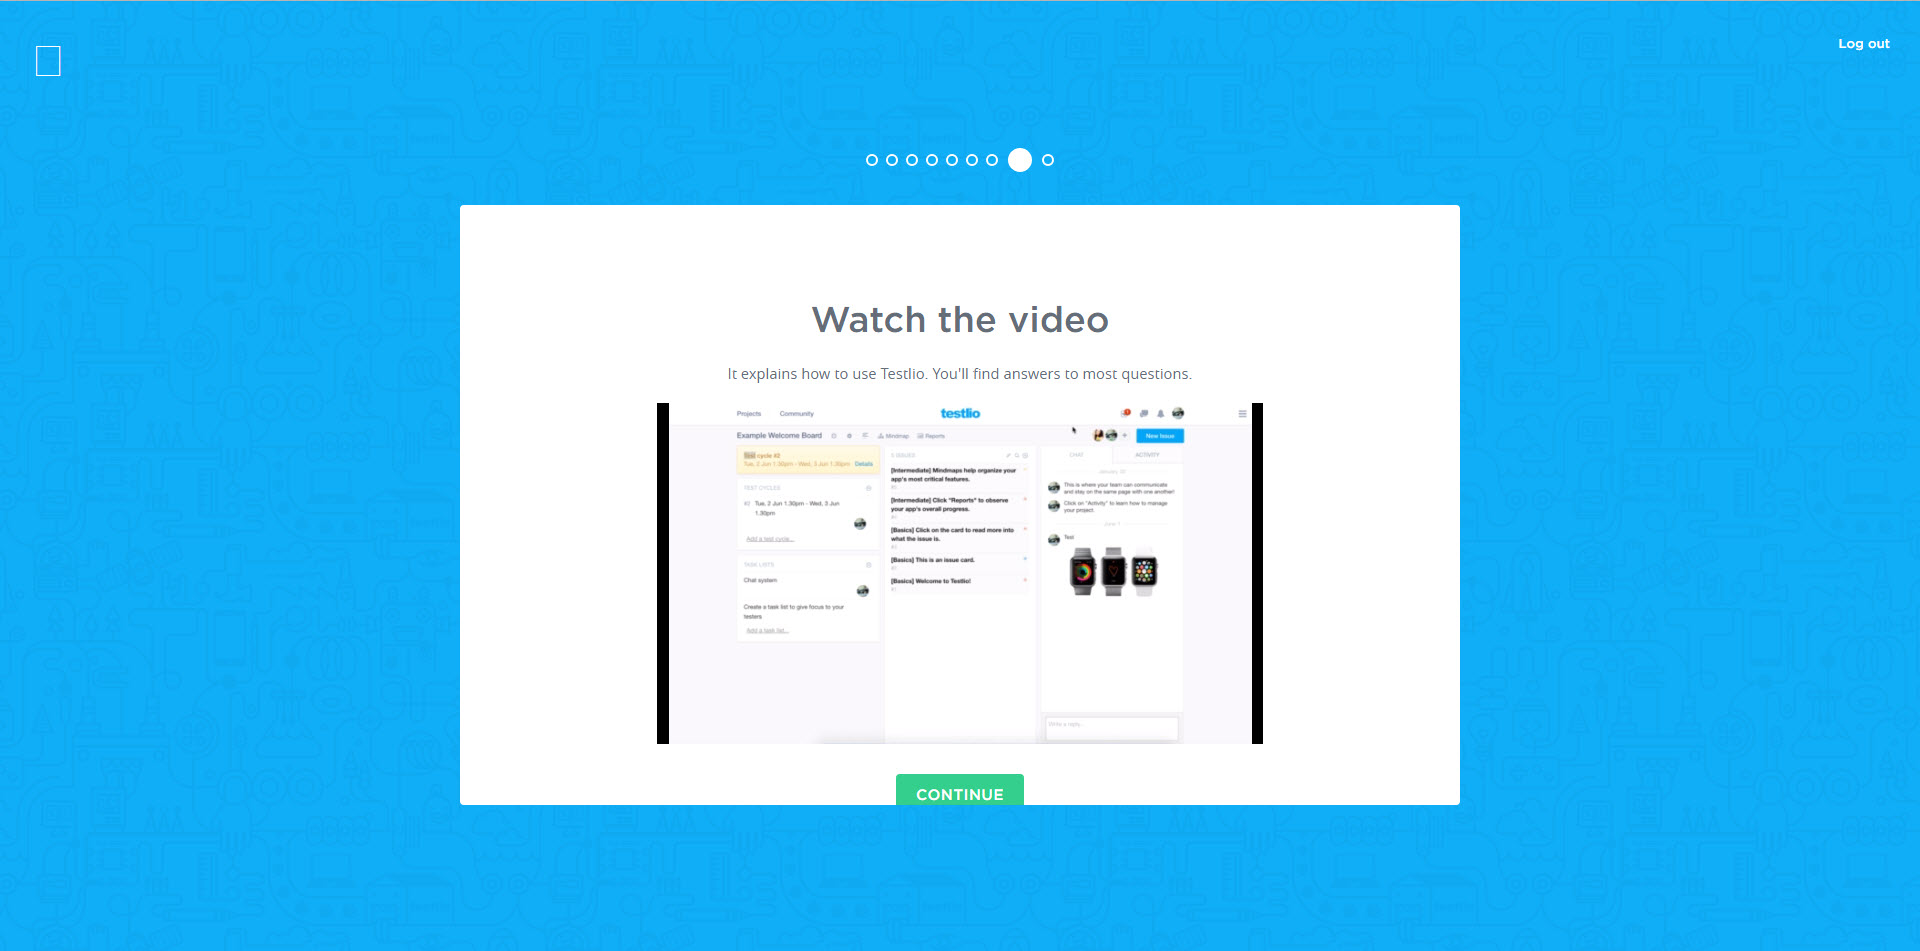 Log out
Watch the video
It explains how to use Testlio. You'll find answers to most questions.
Projects
Community
testlio
Example Welcome Board
Mindmap
Reports
New Issue
Test cycle #2
Tue, 2 Jun 1.30pm - Wed, 3 Jun 1.30pm
Details
TEST CYCLES
#2 Tue, 2 Jun 1.30pm - Wed, 3 Jun
1.30pm
Add a test cycle...
TASK LISTS
Chat system
Create a task list to give focus to your
testers
Add a task list...
5 ISSUES
[Intermediate] Mindmaps help organize your
app's most critical features.
[Intermediate] Click "Reports" to observe
your app's overall progress.
[Basics] Click on the card to read more into
what the issue is.
[Basics] This is an issue card.
[Basics] Welcome to Testlio!
CHAT
ACTIVITY
This is where your team can communicate
and stay on the same page with one another!
Click on "Activity" to learn how to manage
your project.
June 1
Test
Write a reply...
CONTINUE